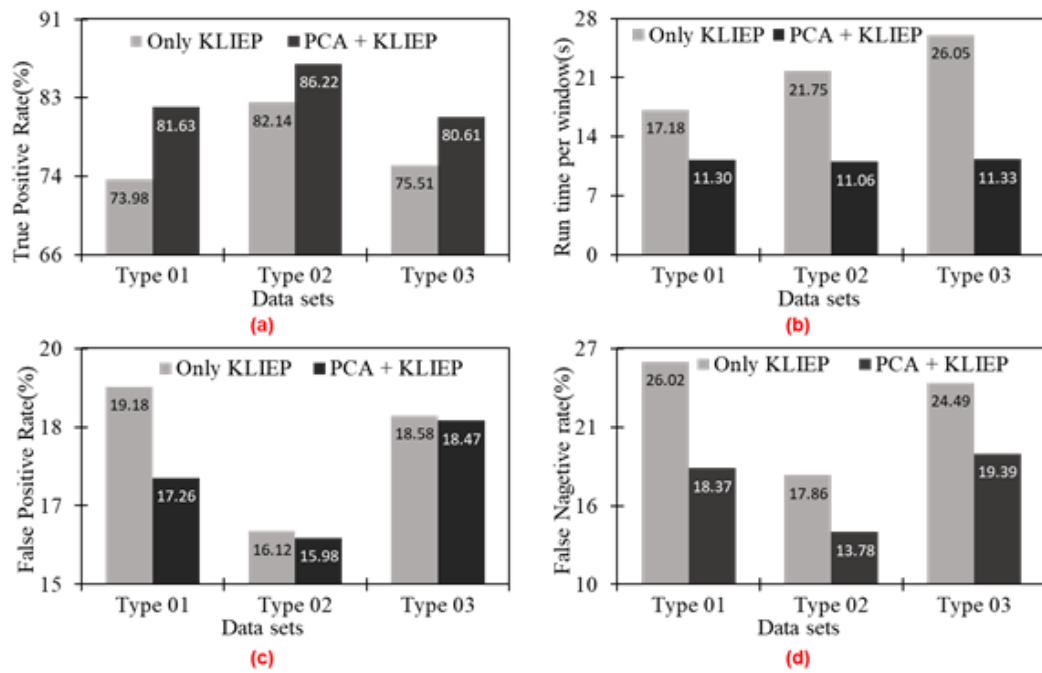 91
Only KLIEP PCA + KLIEP
83
74
66
True Positive Rate(%)
73.98 81.63 82.14 86.22 75.51 80.61
Type 01 Type 02 Type 03
Data sets
(a)
28
Only KLIEP PCA + KLIEP
21
14
7
0
Run time per window(s)
17.18 11.30 21.75 11.06 26.05 11.33
Type 01 Type 02 Type 03
Data sets
(b)
20
Only KLIEP PCA + KLIEP
18
17
15
False Positive Rate(%)
19.18 17.26 16.12 15.98 18.58 18.47
Type 01 Type 02 Type 03
Data sets
(c)
27
Only KLIEP PCA + KLIEP
21
16
10
False Nagetive rate(%)
26.02 18.37 17.86 13.78 24.49 19.39
Type 01 Type 02 Type 03
Data sets
(d)